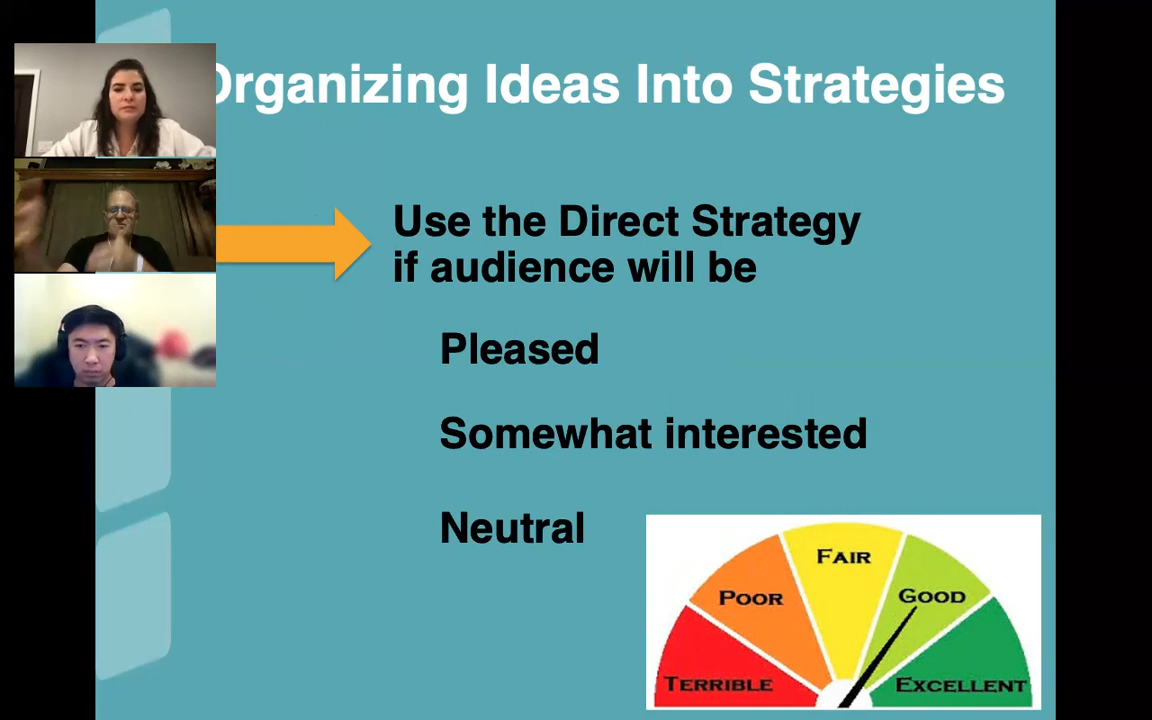 Organizing Ideas Into Strategies
Use the Direct Strategy
if audience will be
Pleased
Somewhat interested
Neutral
FAIR
POOR
GOOD
TERRIBLE
EXCELLENT